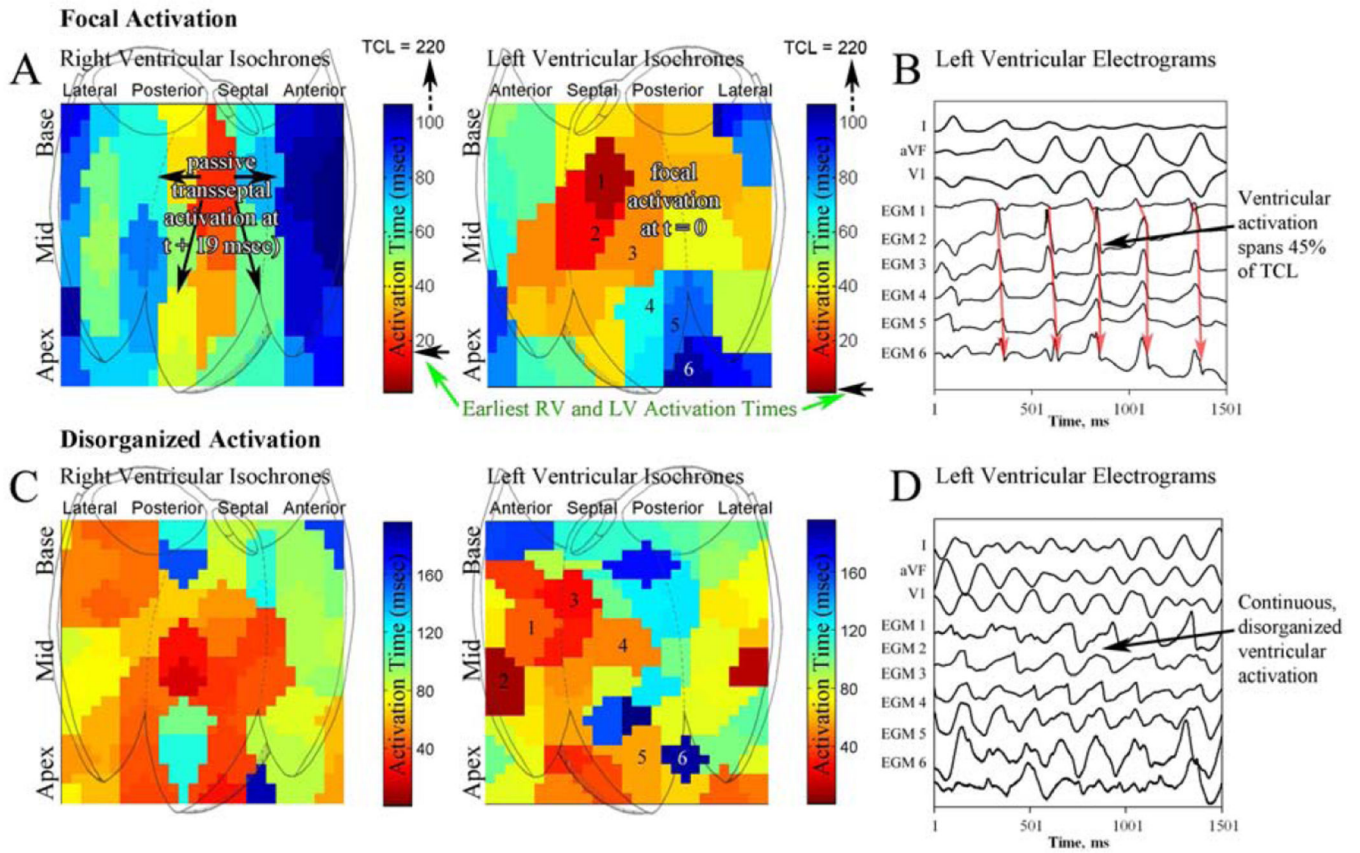 Focal Activation
A
Right Ventricular Isochrones
Lateral Posterior Septal Anterior
Base
Mid
Apex
passive
transseptal
activation at
t + 19 msec)
TCL = 220
Activation Time (msec)
100
80
60
40
20
Left Ventricular Isochrones
Anterior Septal Posterior Lateral
Base
Mid
Apex
focal
activation
at t = 0
1
2
3
4
5
6
TCL = 220
Activation Time (msec)
100
80
60
40
20
Earliest RV and LV Activation Times
B
Left Ventricular Electrograms
I
aVF
V1
EGM 1
EGM 2
EGM 3
EGM 4
EGM 5
EGM 6
1 501 1001 1501
Time, ms
Ventricular
activation
spans 45%
of TCL
Disorganized Activation
C
Right Ventricular Isochrones
Lateral Posterior Septal Anterior
Base
Mid
Apex
Activation Time (msec)
160
120
80
40
Left Ventricular Isochrones
Anterior Septal Posterior Lateral
Base
Mid
Apex
1
2
3
4
5
6
Activation Time (msec)
160
120
80
40
D
Left Ventricular Electrograms
I
aVF
V1
EGM 1
EGM 2
EGM 3
EGM 4
EGM 5
EGM 6
1 501 1001 1501
Time, ms
Continuous,
disorganized
ventricular
activation